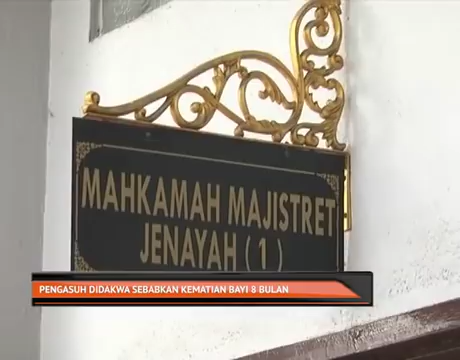 MAHKAMAH MAJISTRET
JENAYAH ( 1 )
PENGASUH DIDAKWA SEBABKAN KEMATIAN BAYI 8 BULAN